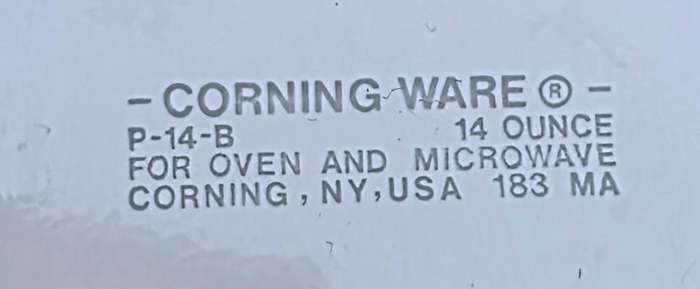 - CORNING WARE ® -
P-14-B 14 OUNCE
FOR OVEN AND MICROWAVE
CORNING, NY, USA 183 MA